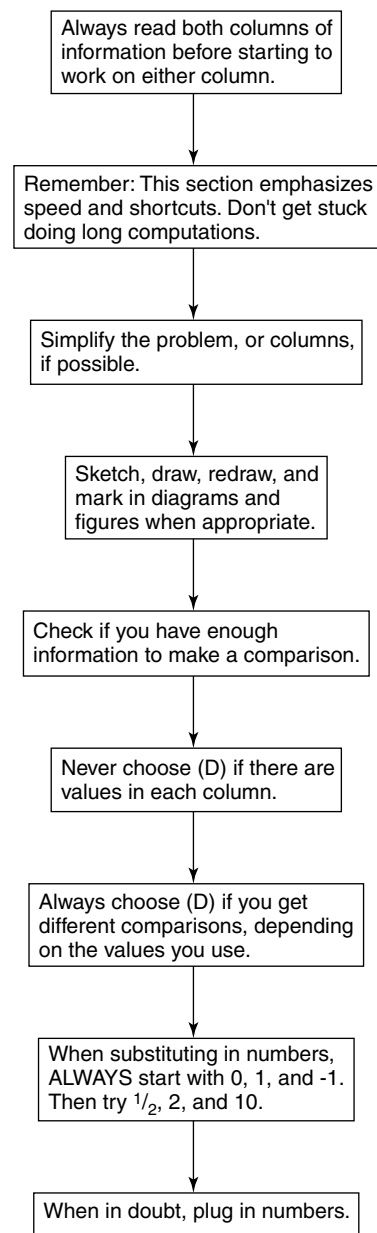 Always read both columns of
information before starting to
work on either column.
Remember: This section emphasizes
speed and shortcuts. Don't get stuck
doing long computations.
Simplify the problem, or columns,
if possible.
Sketch, draw, redraw, and
mark in diagrams and
figures when appropriate.
Check if you have enough
information to make a comparison.
Never choose (D) if there are
values in each column.
Always choose (D) if you get
different comparisons, depending
on the values you use.
When substituting in numbers,
ALWAYS start with 0, 1, and -1.
Then try 1/2, 2, and 10.
When in doubt, plug in numbers.